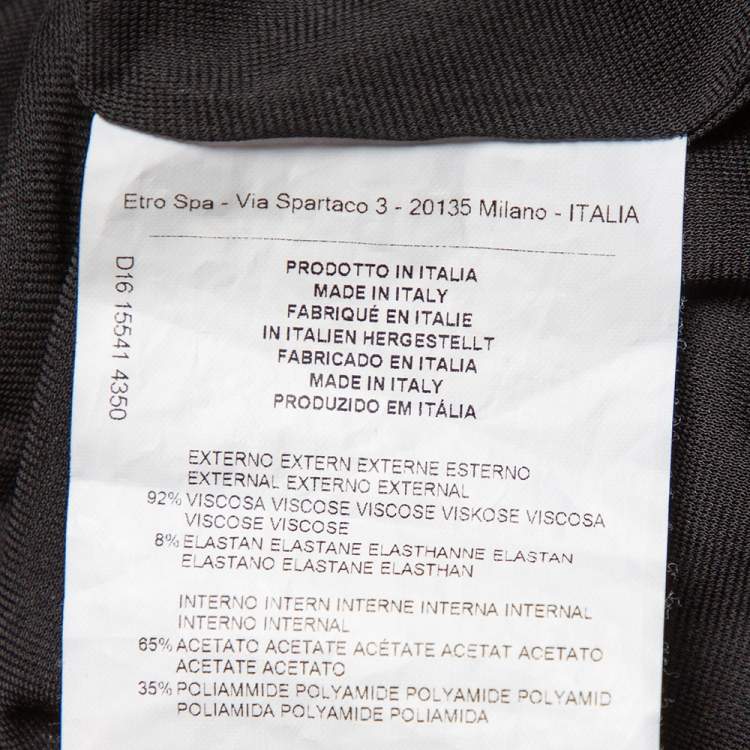 Etro Spa - Via Spartaco 3 - 20135 Milano - ITALIA
D16 15541 4350
PRODOTTO IN ITALIA
MADE IN ITALY
FABRIQUÉ EN ITALIE
IN ITALIEN HERGESTELLT
FABRICADO EN ITALIA
MADE IN ITALY
PRODUZIDO EM ITÁLIA
EXTERNO EXTERN EXTERNE ESTERNO
EXTERNAL EXTERNO EXTERNAL
92% VISCOSA VISCOSE VISCOSE VISKOSE VISCOSA
VISCOSE VISCOSE
8% ELASTAN ELASTANE ELASTHANNE ELASTAN
ELASTANO ELASTANE ELASTHAN
INTERNO INTERN INTERNE INTERNA INTERNAL
INTERNO INTERNAL
65% ACETATO ACETATE ACÉTATE ACETAT ACETATO
ACETATE ACETATO
35% POLIAMMIDE POLYAMIDE POLYAMIDE POLYAMID
POLIAMIDA POLYAMIDE POLIAMIDA